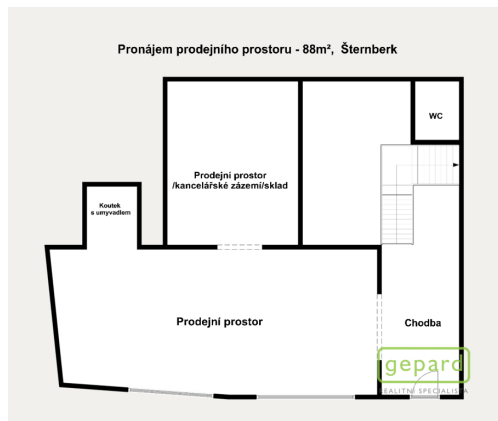 Pronájem prodejního prostoru - 88m², Šternberk
WC
Prodejní prostor
/kancelářské zázemí/sklad
Koutek
s umyvadlem
Prodejní prostor
Chodba
gepard
REALITNÍ SPECIALISTA